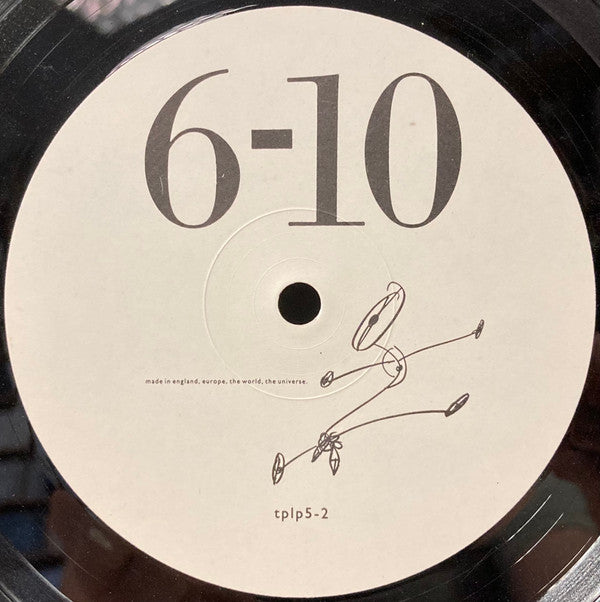 6-10
made in england, europe, the world, the universe.
tplp5-2